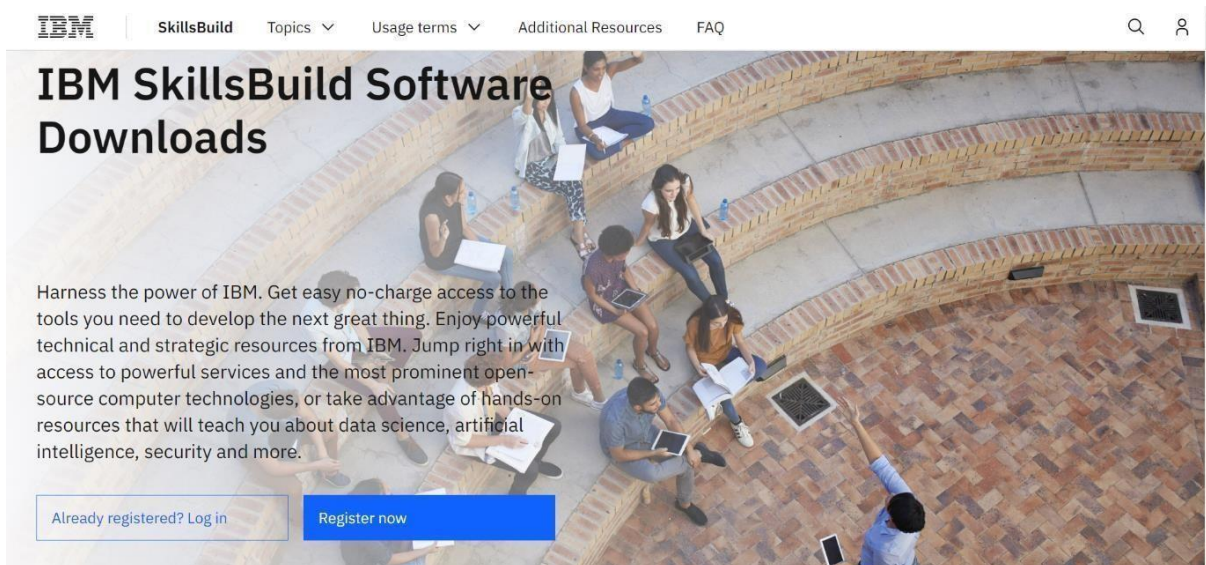 IBM SkillsBuild Topics Usage terms Additional Resources FAQ
IBM SkillsBuild Software
Downloads
Harness the power of IBM. Get easy no-charge access to the
tools you need to develop the next great thing. Enjoy powerful
technical and strategic resources from IBM. Jump right in with
access to powerful services and the most prominent open-
source computer technologies, or take advantage of hands-on
resources that will teach you about data science, artificial
intelligence, security and more.
Already registered? Log in Register now